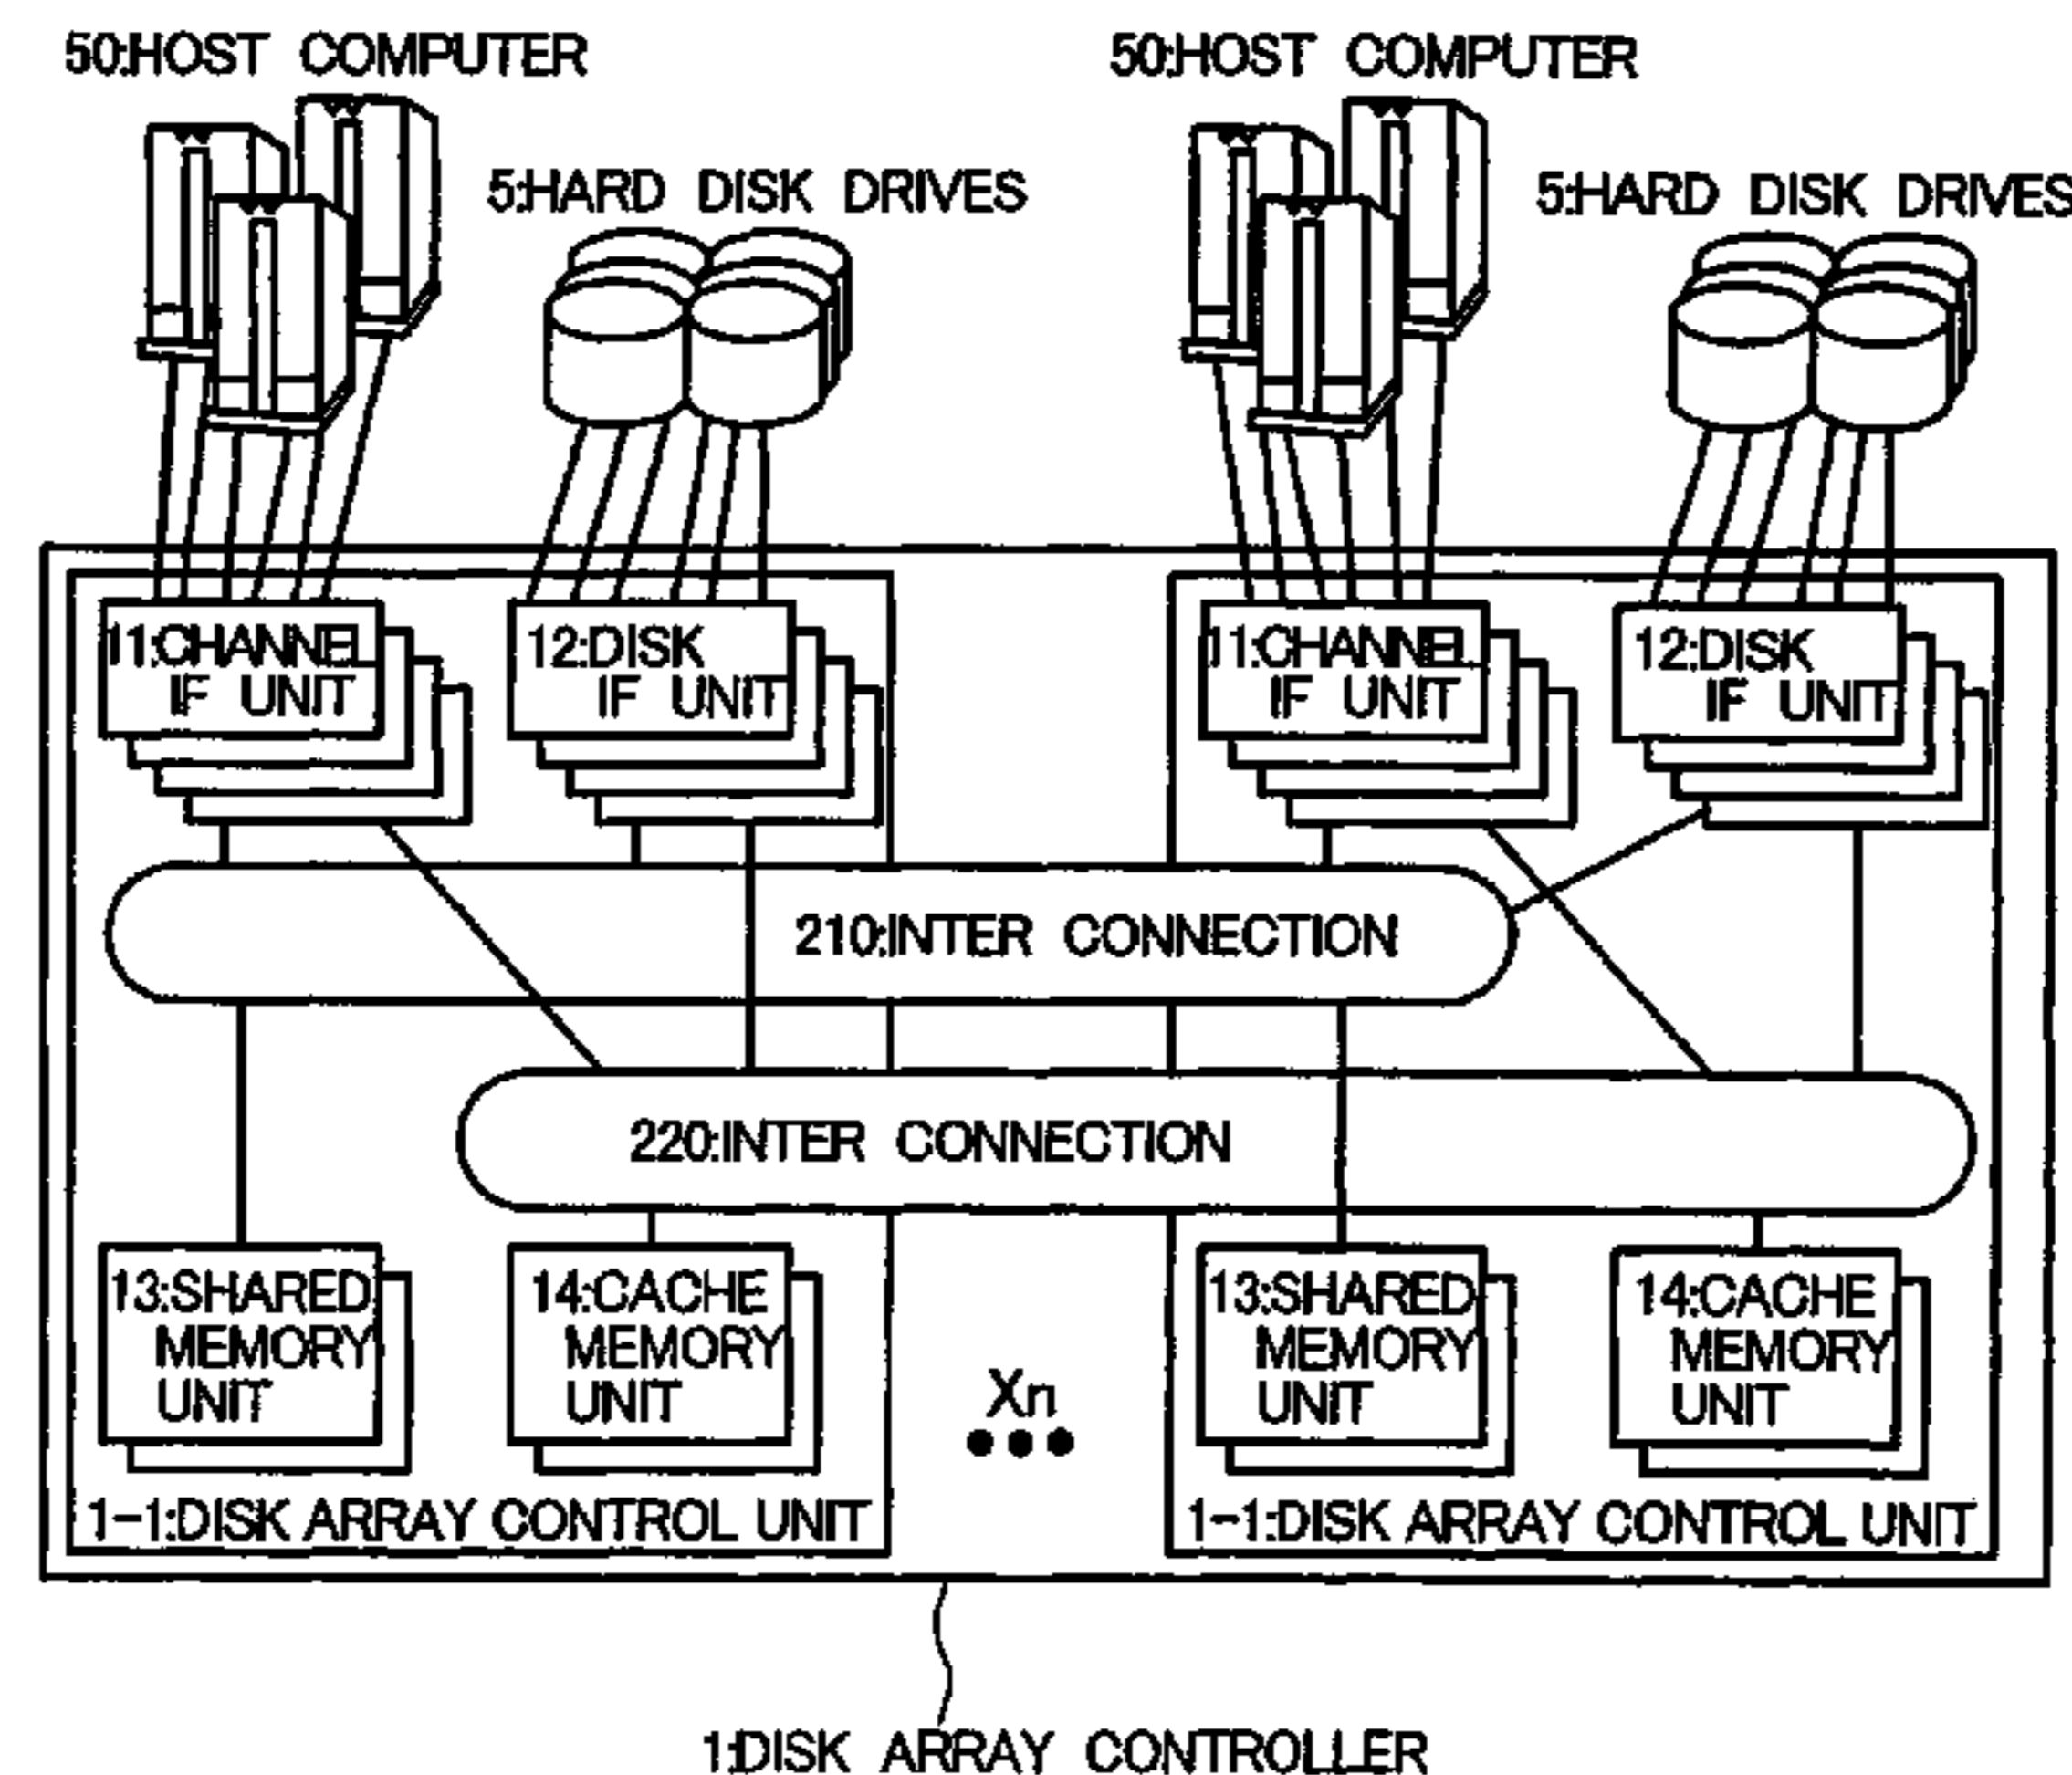 50:HOST COMPUTER
50:HOST COMPUTER
5:HARD DISK DRIVES
5:HARD DISK DRIVES
11:CHANNEL
IF UNIT
12:DISK
IF UNIT
11:CHANNEL
IF UNIT
12:DISK
IF UNIT
210:INTER CONNECTION
220:INTER CONNECTION
13:SHARED
MEMORY
UNIT
14:CACHE
MEMORY
UNIT
Xn
13:SHARED
MEMORY
UNIT
14:CACHE
MEMORY
UNIT
1-1:DISK ARRAY CONTROL UNIT
1-1:DISK ARRAY CONTROL UNIT
1:DISK ARRAY CONTROLLER